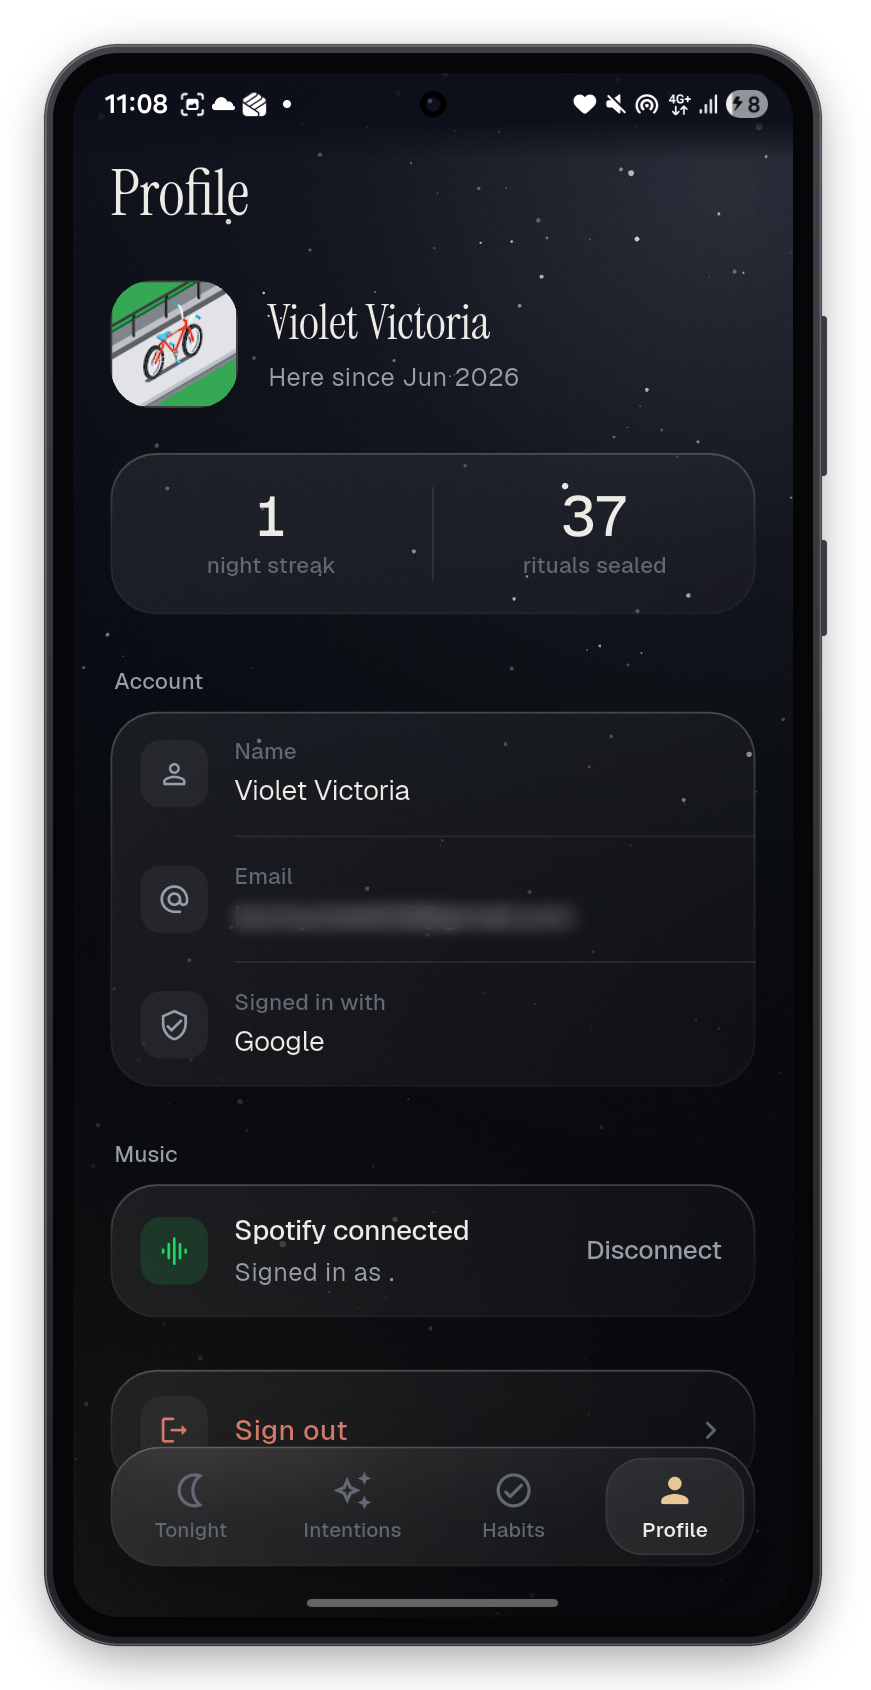 11:08
4G+
8
Profile
Violet Victoria
Here since Jun 2026
1
night streak
37
rituals sealed
Account
Name
Violet Victoria
Email
Signed in with
Google
Music
Spotify connected
Signed in as .
Disconnect
Sign out
Tonight
Intentions
Habits
Profile